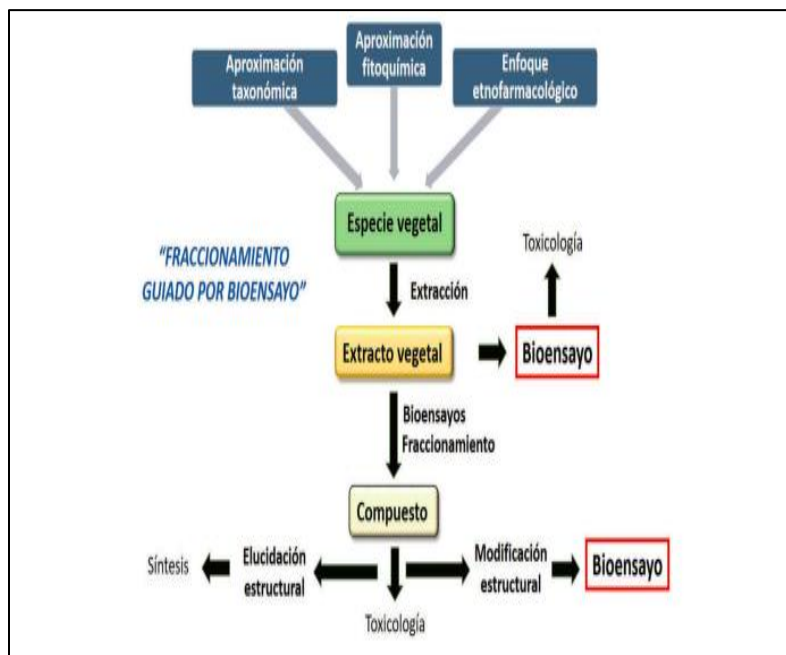 Aproximación
taxonómica
Aproximación
fitoquímica
Enfoque
etnofarmacológico
Especie vegetal
"FRACCIONAMIENTO
GUIADO POR BIOENSAYO"
Extracción
Toxicología
Extracto vegetal
Bioensayo
Bioensayos
Fraccionamiento
Compuesto
Síntesis
Elucidación
estructural
Modificación
estructural
Bioensayo
Toxicología